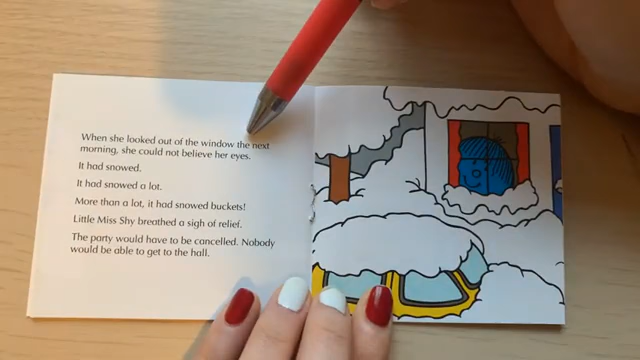 When she looked out of the window the next
morning, she could not believe her eyes.
It had snowed.
It had snowed a lot.
More than a lot, it had snowed buckets!
Little Miss Shy breathed a sigh of relief.
The party would have to be cancelled. Nobody
would be able to get to the hall.